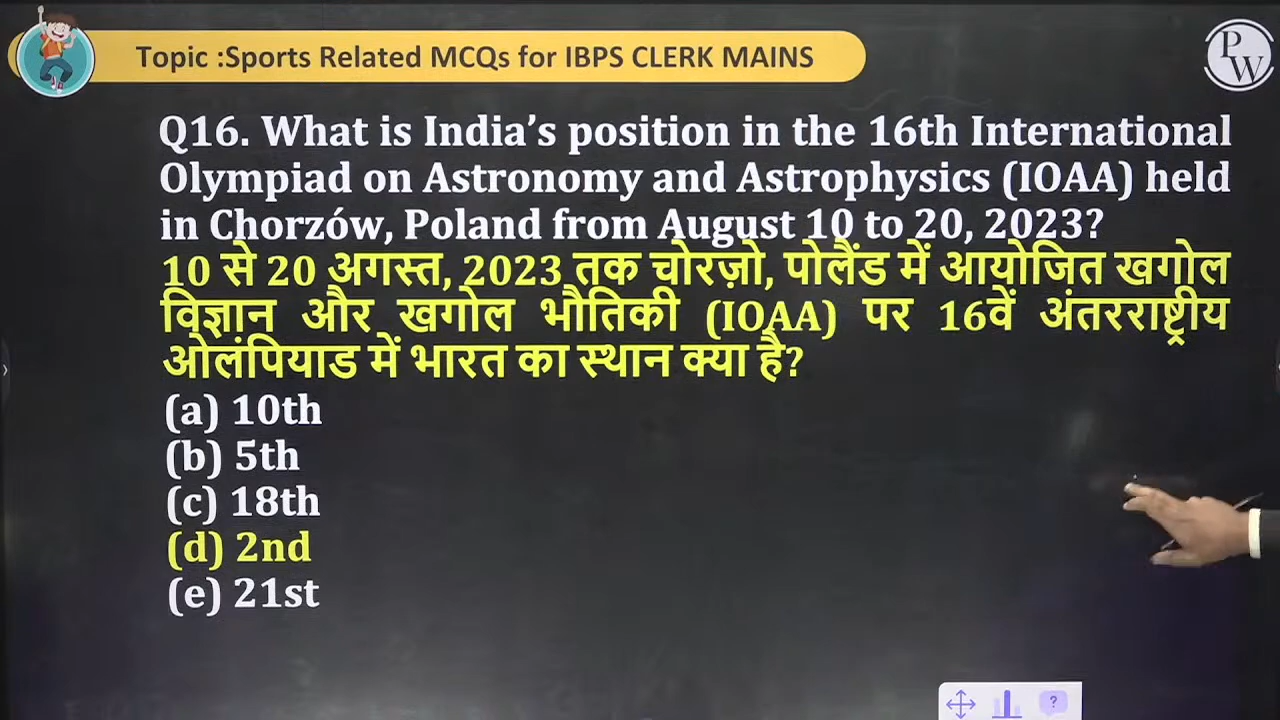 Topic :Sports Related MCQs for IBPS CLERK MAINS
PW
Q16. What is India’s position in the 16th International
Olympiad on Astronomy and Astrophysics (IOAA) held
in Chorzów, Poland from August 10 to 20, 2023?
10 से 20 अगस्त, 2023 तक चोरज़ो, पोलैंड में आयोजित खगोल
विज्ञान और खगोल भौतिकी (IOAA) पर 16वें अंतरराष्ट्रीय
ओलंपियाड में भारत का स्थान क्या है?
(a) 10th
(b) 5th
(c) 18th
(d) 2nd
(e) 21st
?